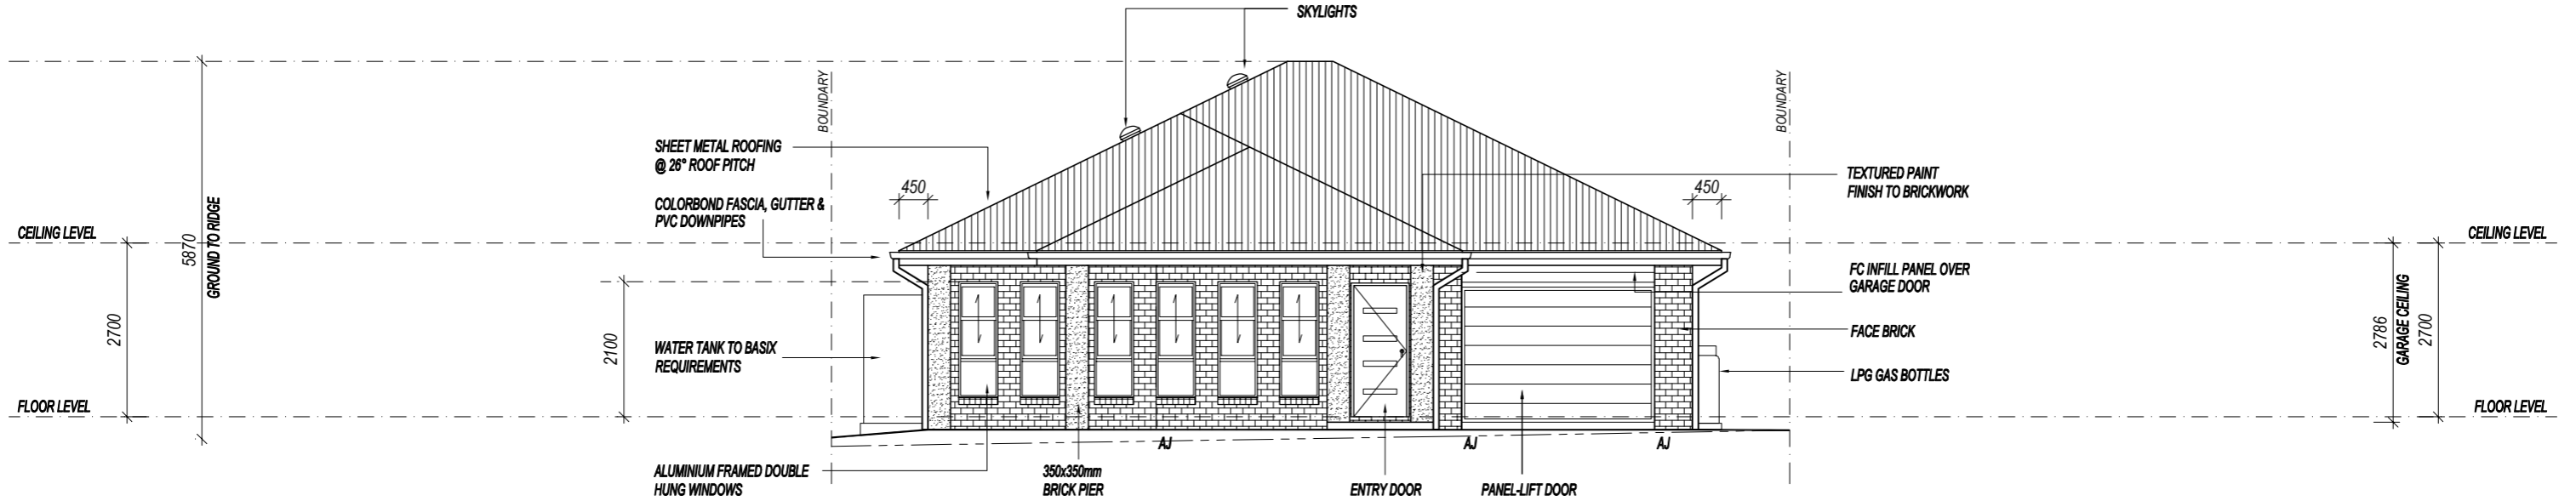 SKYLIGHTS
BOUNDARY
BOUNDARY
SHEET METAL ROOFING
@ 26° ROOF PITCH
TEXTURED PAINT
FINISH TO BRICKWORK
450
450
COLORBOND FASCIA, GUTTER &
PVC DOWNPIPES
CEILING LEVEL
5870
GROUND TO RIDGE
2700
CEILING LEVEL
FC INFILL PANEL OVER
GARAGE DOOR
FACE BRICK
2786
GARAGE CEILING
2700
2100
WATER TANK TO BASIX
REQUIREMENTS
LPG GAS BOTTLES
FLOOR LEVEL
FLOOR LEVEL
AJ
AJ
AJ
ALUMINIUM FRAMED DOUBLE
HUNG WINDOWS
350x350mm
BRICK PIER
ENTRY DOOR
PANEL-LIFT DOOR